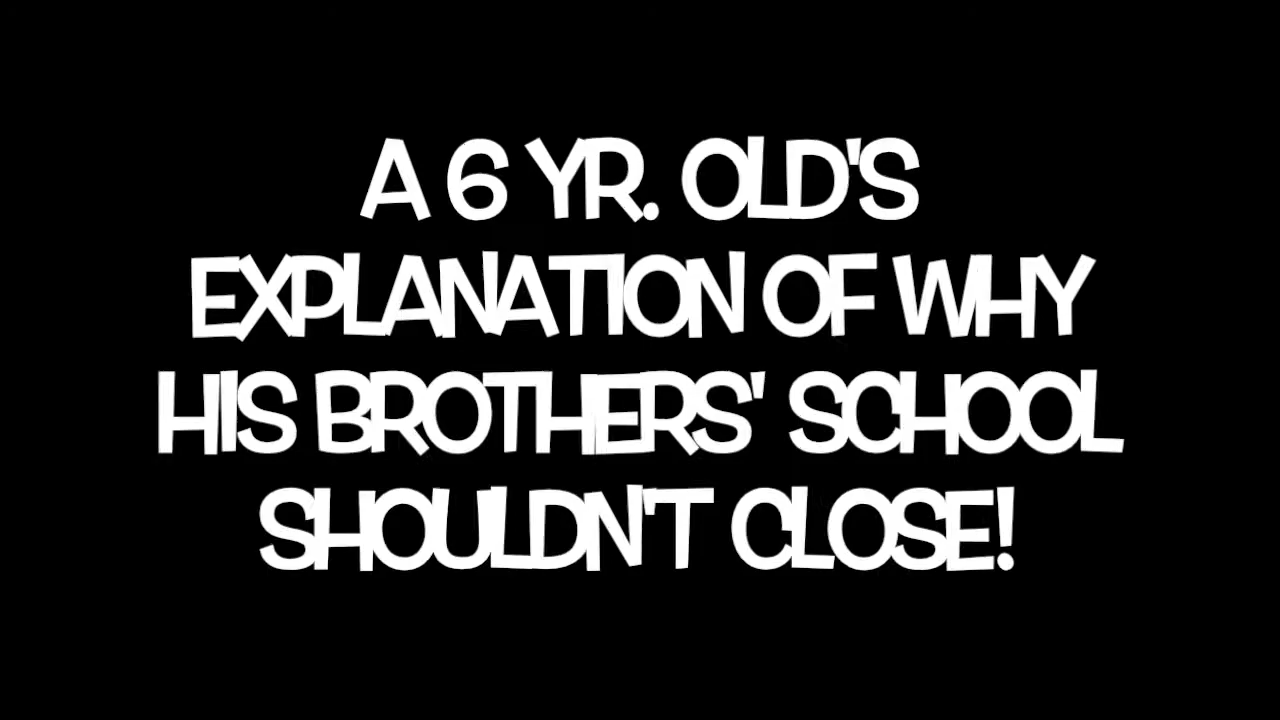 A 6 YR. OLD'S
EXPLANATION OF WHY
HIS BROTHERS' SCHOOL
SHOULDN'T CLOSE!